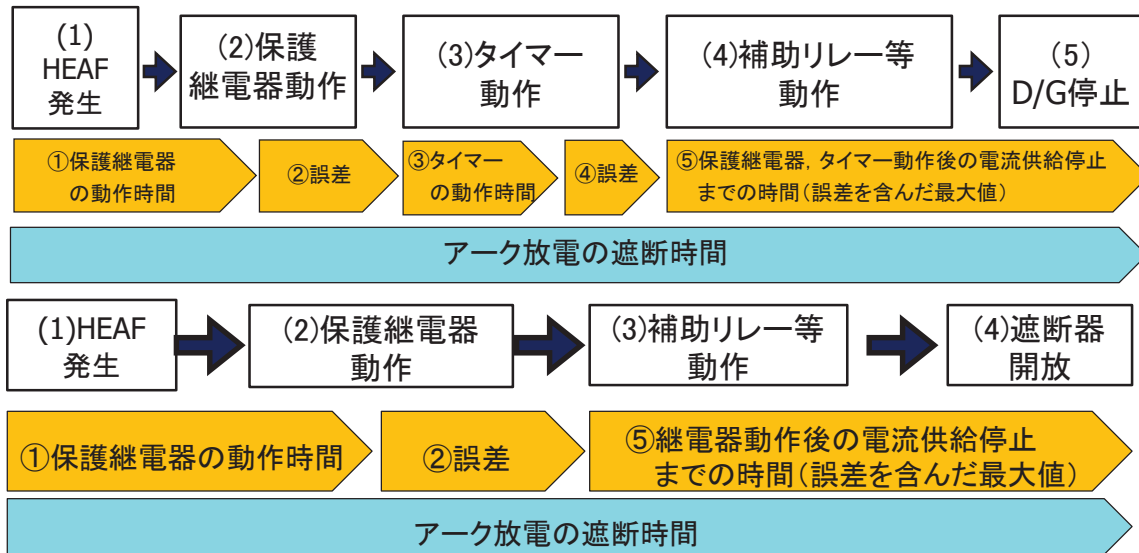 (1)
HEAF
発生
(2)保護
継電器動作
(3)タイマー
動作
(4)補助リレー等
動作
(5)
D/G停止
①保護継電器
の動作時間
②誤差
③タイマー
の動作時間
④誤差
⑤保護継電器,タイマー動作後の電流供給停止
までの時間(誤差を含んだ最大値)
アーク放電の遮断時間
(1)HEAF
発生
(2)保護継電器
動作
(3)補助リレー等
動作
(4)遮断器
開放
①保護継電器の動作時間
②誤差
⑤継電器動作後の電流供給停止
までの時間(誤差を含んだ最大値)
アーク放電の遮断時間